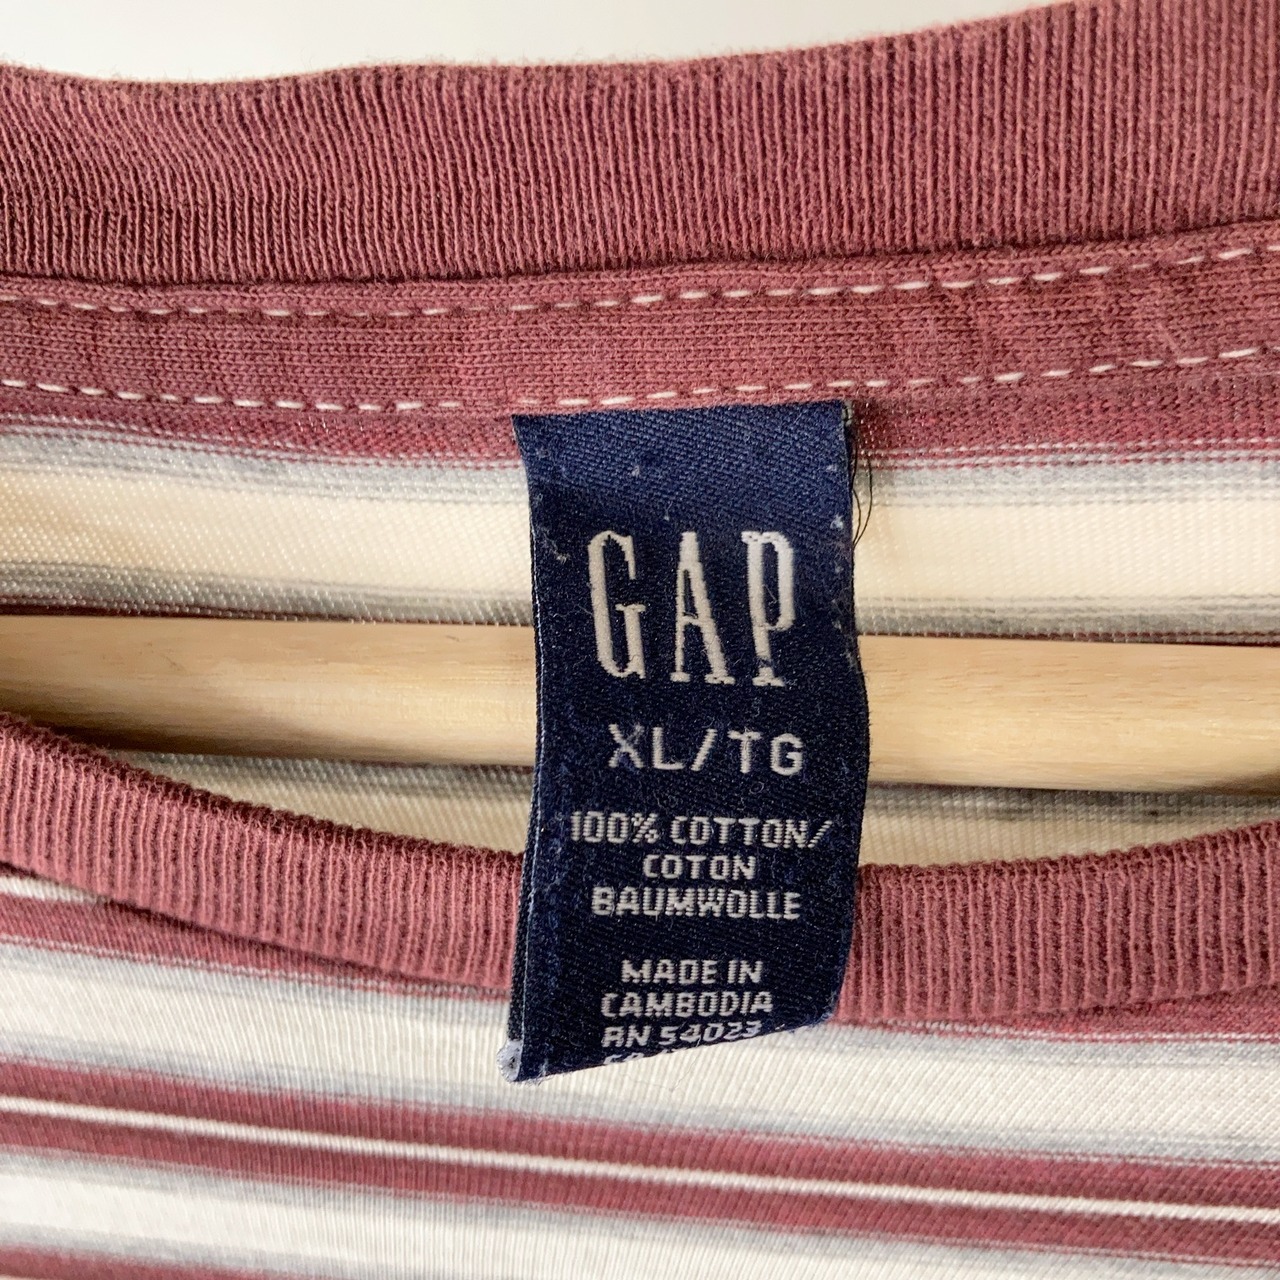 GAP
XL/TG
100% COTTON/
COTON
BAUMWOLLE
MADE IN
CAMBODIA
RN 54023